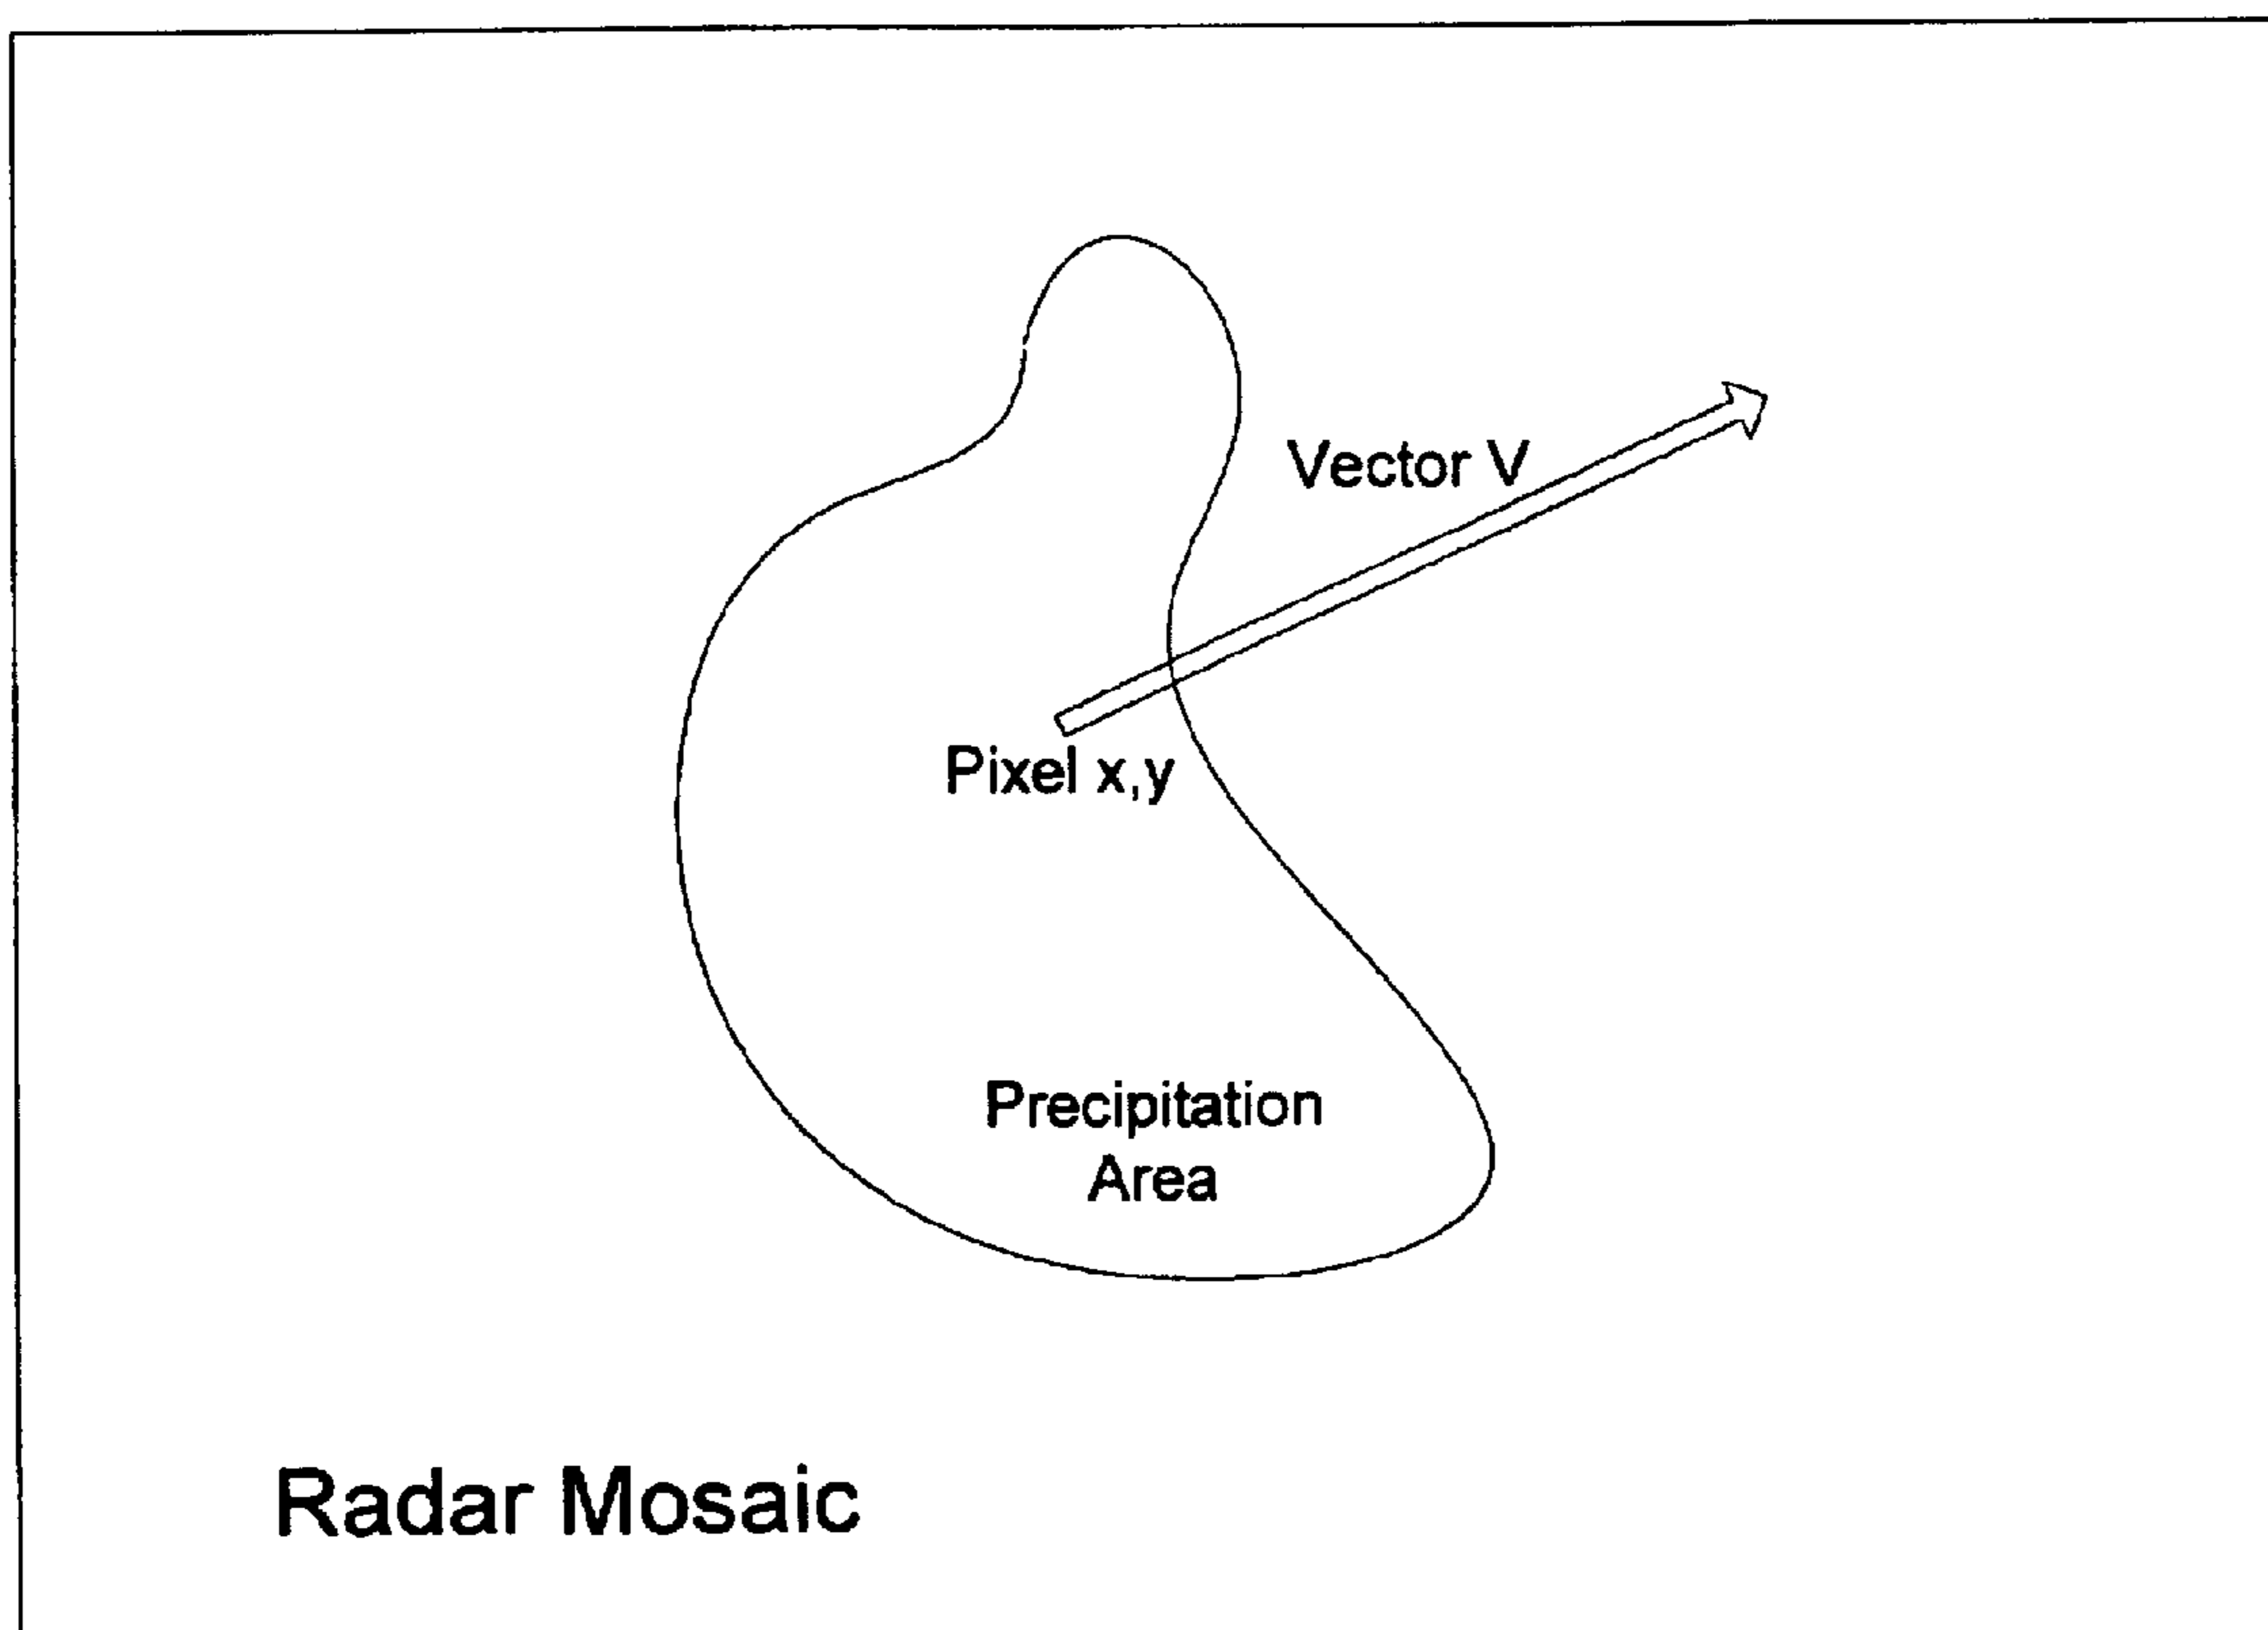 Vector V
Pixel x,y
Precipitation
Area
Radar Mosaic